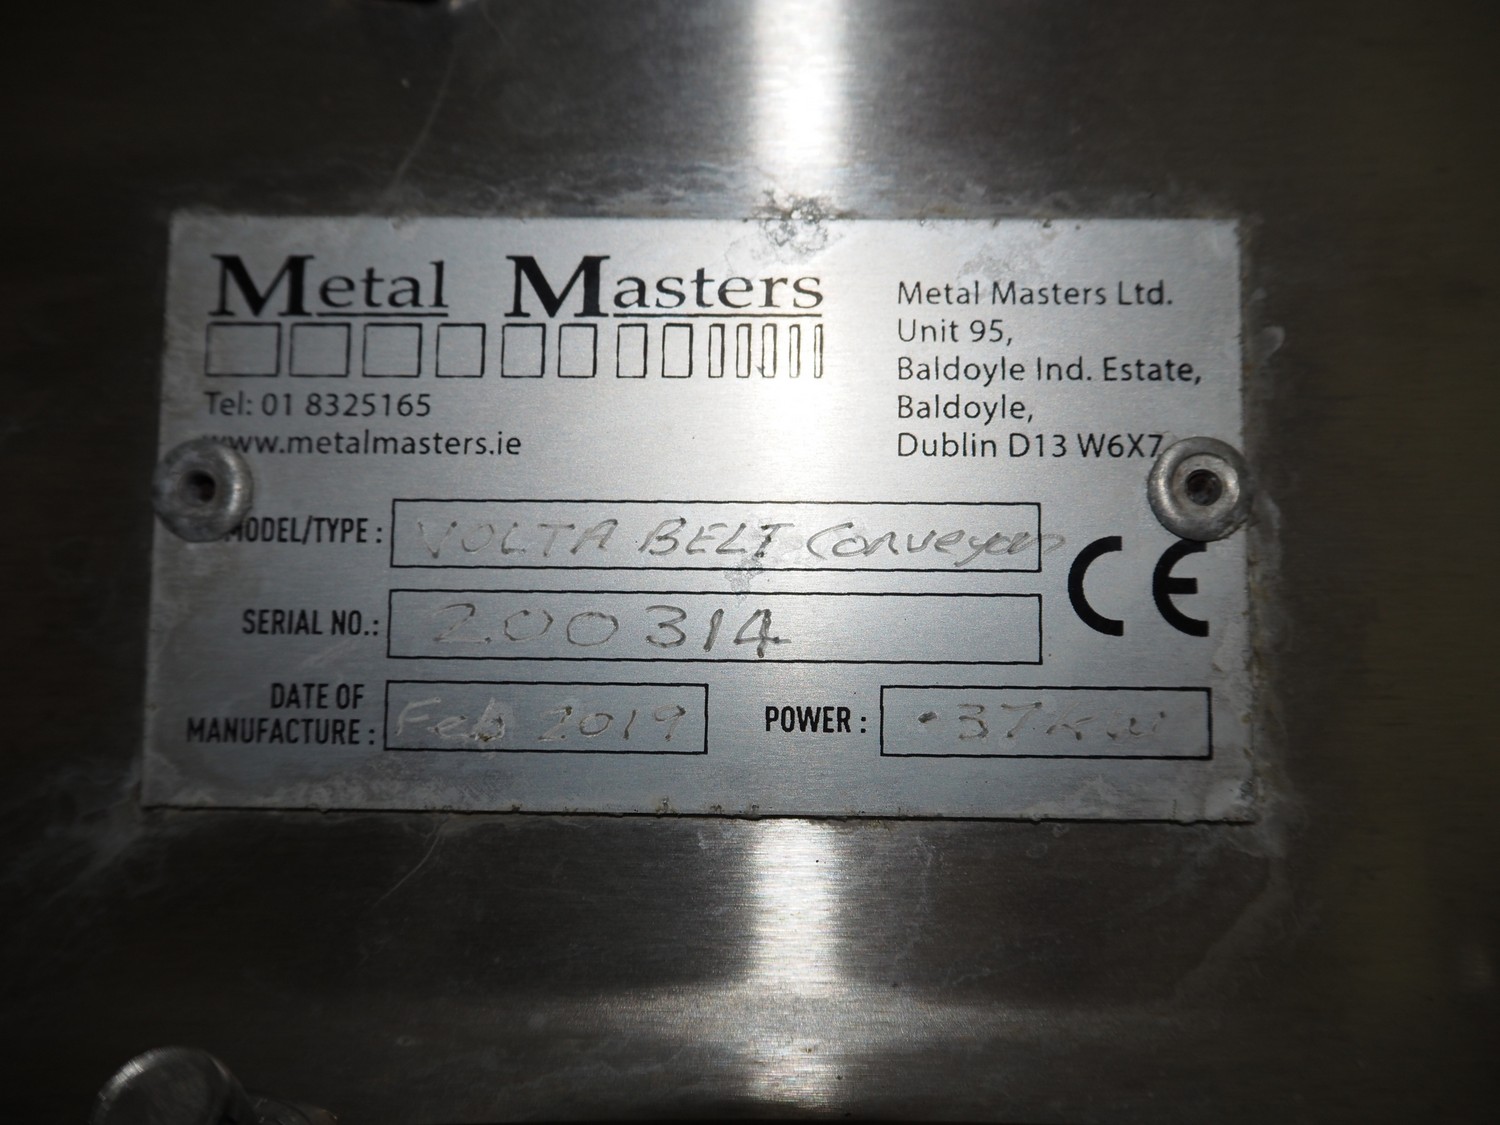 Metal Masters
Tel: 01 8325165
www.metalmasters.ie
Metal Masters Ltd.
Unit 95,
Baldoyle Ind. Estate,
Baldoyle,
Dublin D13 W6X7
MODEL/TYPE : VOLTA BELT Conveyor
SERIAL NO.: 200314
DATE OF
MANUFACTURE : Feb 2019
POWER : .37KW
CE